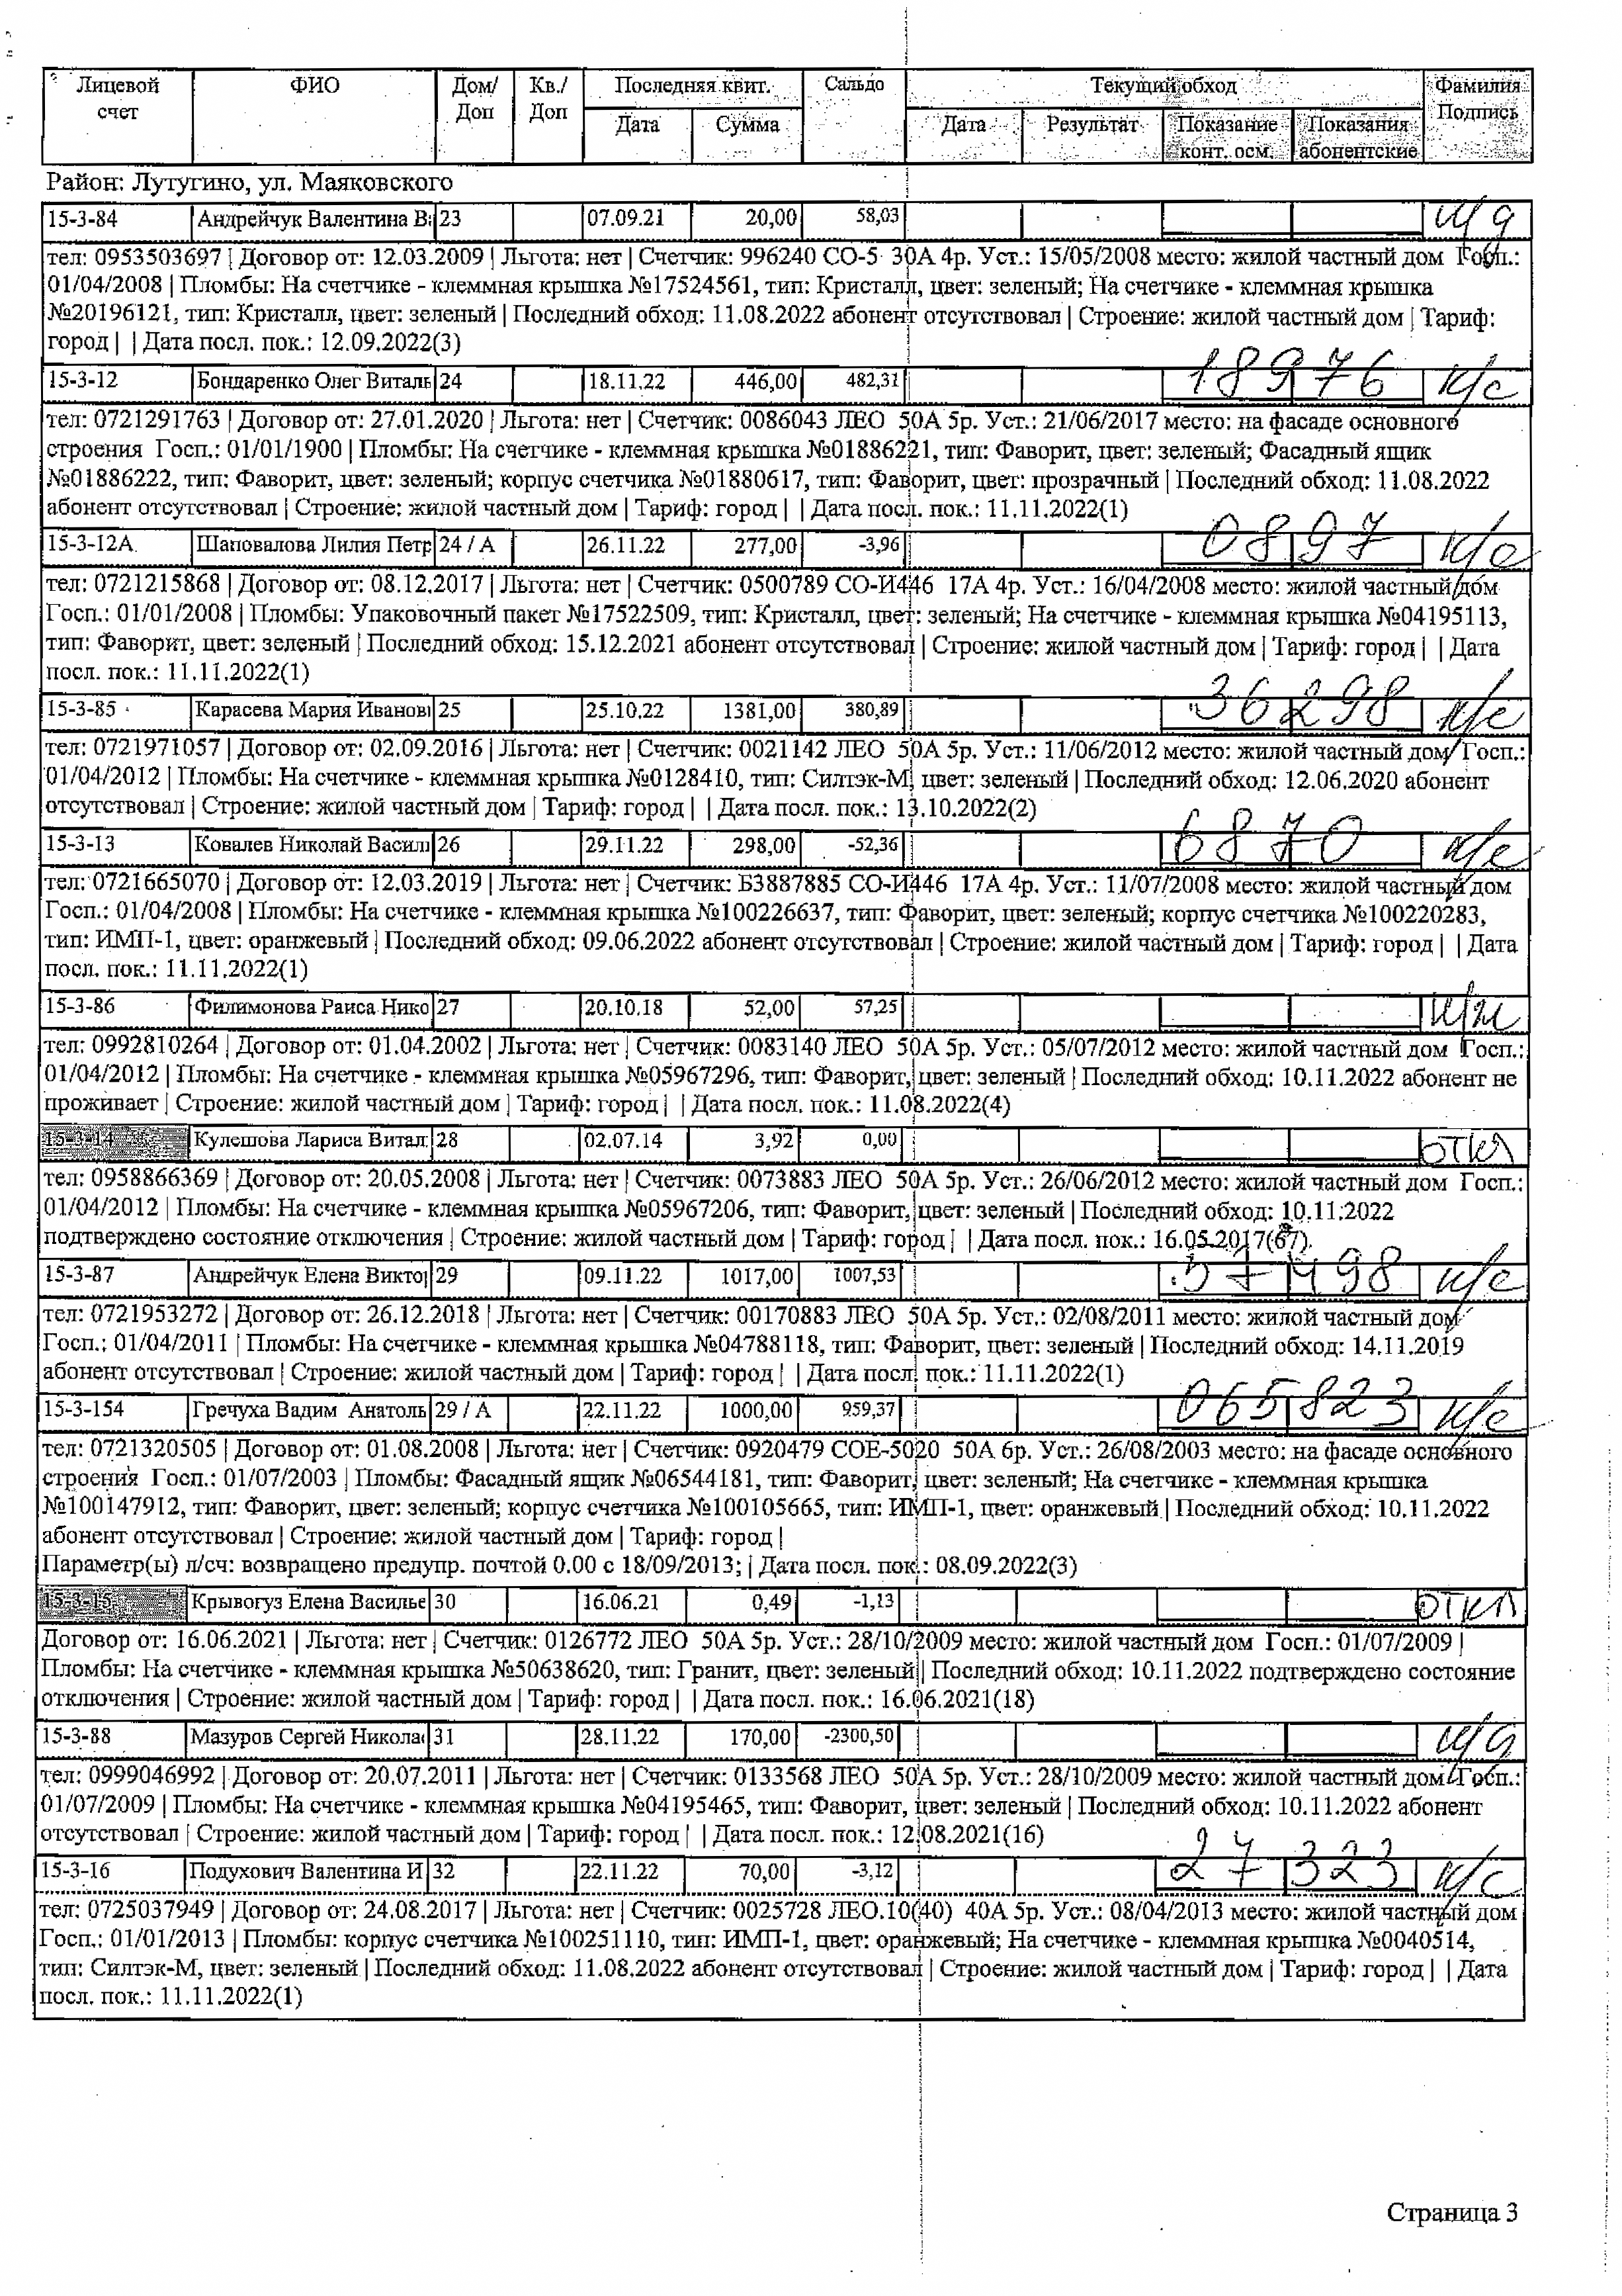 Лицевой счет ФИО Дом/Доп Кв./Доп Последняя квит. Сальдо Текущий обход Фамилия Подпись
Дата Сумма Дата Результат Показание конт. осм. Показания абонентские
Район: Лутугино, ул. Маяковского
15-3-84 Андрейчук Валентина В 23 07.09.21 20,00 58,03 н/д
тел: 0953503697 | Договор от: 12.03.2009 | Льгота: нет | Счетчик: 996240 СО-5 30А 4р. Уст.: 15/05/2008 место: жилой частный дом Госп.:
01/04/2008 | Пломбы: На счетчике - клеммная крышка №17524561, тип: Кристалл, цвет: зеленый; На счетчике - клеммная крышка
№20196121, тип: Кристалл, цвет: зеленый | Последний обход: 11.08.2022 абонент отсутствовал | Строение: жилой частный дом | Тариф:
город | | Дата посл. пок.: 12.09.2022(3)
15-3-12 Бондаренко Олег Виталь 24 18.11.22 446,00 482,31 18976 к/с
тел: 0721291763 | Договор от: 27.01.2020 | Льгота: нет | Счетчик: 0086043 ЛЕО 50А 5р. Уст.: 21/06/2017 место: на фасаде основного
строения Госп.: 01/01/1900 | Пломбы: На счетчике - клеммная крышка №01886221, тип: Фаворит, цвет: зеленый; Фасадный ящик
№01886222, тип: Фаворит, цвет: зеленый; корпус счетчика №01880617, тип: Фаворит, цвет: прозрачный | Последний обход: 11.08.2022
абонент отсутствовал | Строение: жилой частный дом | Тариф: город | | Дата посл. пок.: 11.11.2022(1)
15-3-12А Шаповалова Лилия Петр 24 / А 26.11.22 277,00 -3,96 0897 к/с
тел: 0721215868 | Договор от: 08.12.2017 | Льгота: нет | Счетчик: 0500789 СО-И446 17А 4р. Уст.: 16/04/2008 место: жилой частный дом
Госп.: 01/01/2008 | Пломбы: Упаковочный пакет №17522509, тип: Кристалл, цвет: зеленый; На счетчике - клеммная крышка №04195113,
тип: Фаворит, цвет: зеленый | Последний обход: 15.12.2021 абонент отсутствовал | Строение: жилой частный дом | Тариф: город | | Дата
посл. пок.: 11.11.2022(1)
15-3-85 Карасева Мария Иванов 25 25.10.22 1381,00 380,89 36298 к/с
тел: 0721971057 | Договор от: 02.09.2016 | Льгота: нет | Счетчик: 0021142 ЛЕО 50А 5р. Уст.: 11/06/2012 место: жилой частный дом Госп.:
01/04/2012 | Пломбы: На счетчике - клеммная крышка №0128410, тип: Силтэк-М, цвет: зеленый | Последний обход: 12.06.2020 абонент
отсутствовал | Строение: жилой частный дом | Тариф: город | | Дата посл. пок.: 13.10.2022(2)
15-3-13 Ковалев Николай Васил 26 29.11.22 298,00 -52,36 6870 к/с
тел: 0721665070 | Договор от: 12.03.2019 | Льгота: нет | Счетчик: Б3887885 СО-И446 17А 4р. Уст.: 11/07/2008 место: жилой частный дом
Госп.: 01/04/2008 | Пломбы: На счетчике - клеммная крышка №100226637, тип: Фаворит, цвет: зеленый; корпус счетчика №100220283,
тип: ИМП-1, цвет: оранжевый | Последний обход: 09.06.2022 абонент отсутствовал | Строение: жилой частный дом | Тариф: город | | Дата
посл. пок.: 11.11.2022(1)
15-3-86 Филимонова Раиса Нико 27 20.10.18 52,00 57,25
тел: 0992810264 | Договор от: 01.04.2002 | Льгота: нет | Счетчик: 0083140 ЛЕО 50А 5р. Уст.: 05/07/2012 место: жилой частный дом Госп.:
01/04/2012 | Пломбы: На счетчике - клеммная крышка №05967296, тип: Фаворит, цвет: зеленый | Последний обход: 10.11.2022 абонент не
проживает | Строение: жилой частный дом | Тариф: город | | Дата посл. пок.: 11.08.2022(4)
15-3-14 Кулешова Лариса Витал 28 02.07.14 3,92 0,00 откл
тел: 0958866369 | Договор от: 20.05.2008 | Льгота: нет | Счетчик: 0073883 ЛЕО 50А 5р. Уст.: 26/06/2012 место: жилой частный дом Госп.:
01/04/2012 | Пломбы: На счетчике - клеммная крышка №05967206, тип: Фаворит, цвет: зеленый | Последний обход: 10.11.2022
подтверждено состояние отключения | Строение: жилой частный дом | Тариф: город | | Дата посл. пок.: 16.05.2017(67)
15-3-87 Андрейчук Елена Викто 29 09.11.22 1017,00 1007,53 57498 к/с
тел: 0721953272 | Договор от: 26.12.2018 | Льгота: нет | Счетчик: 00170883 ЛЕО 50А 5р. Уст.: 02/08/2011 место: жилой частный дом
Госп.: 01/04/2011 | Пломбы: На счетчике - клеммная крышка №04788118, тип: Фаворит, цвет: зеленый | Последний обход: 14.11.2019
абонент отсутствовал | Строение: жилой частный дом | Тариф: город | | Дата посл. пок.: 11.11.2022(1)
15-3-154 Гречуха Вадим Анатоль 29 / А 22.11.22 1000,00 959,37 065823 к/с
тел: 0721320505 | Договор от: 01.08.2008 | Льгота: нет | Счетчик: 0920479 СОЕ-5020 50А 6р. Уст.: 26/08/2003 место: на фасаде основного
строения Госп.: 01/07/2003 | Пломбы: Фасадный ящик №06544181, тип: Фаворит, цвет: зеленый; На счетчике - клеммная крышка
№100147912, тип: Фаворит, цвет: зеленый; корпус счетчика №100105665, тип: ИМП-1, цвет: оранжевый | Последний обход: 10.11.2022
абонент отсутствовал | Строение: жилой частный дом | Тариф: город |
Параметр(ы) л/сч: возвращено предупр. почтой 0.00 с 18/09/2013; | Дата посл. пок.: 08.09.2022(3)
15-3-15 Крывогуз Елена Василье 30 16.06.21 0,49 -1,13 откл
Договор от: 16.06.2021 | Льгота: нет | Счетчик: 0126772 ЛЕО 50А 5р. Уст.: 28/10/2009 место: жилой частный дом Госп.: 01/07/2009 |
Пломбы: На счетчике - клеммная крышка №50638620, тип: Гранит, цвет: зеленый | Последний обход: 10.11.2022 подтверждено состояние
отключения | Строение: жилой частный дом | Тариф: город | | Дата посл. пок.: 16.06.2021(18)
15-3-88 Мазуров Сергей Никола 31 28.11.22 170,00 -2300,50 н/д
тел: 0999046992 | Договор от: 20.07.2011 | Льгота: нет | Счетчик: 0133568 ЛЕО 50А 5р. Уст.: 28/10/2009 место: жилой частный дом Госп.:
01/07/2009 | Пломбы: На счетчике - клеммная крышка №04195465, тип: Фаворит, цвет: зеленый | Последний обход: 10.11.2022 абонент
отсутствовал | Строение: жилой частный дом | Тариф: город | | Дата посл. пок.: 12.08.2021(16)
15-3-16 Подухович Валентина И 32 22.11.22 70,00 -3,12 27323 к/с
тел: 0725037949 | Договор от: 24.08.2017 | Льгота: нет | Счетчик: 0025728 ЛЕО.10(40) 40А 5р. Уст.: 08/04/2013 место: жилой частный дом
Госп.: 01/01/2013 | Пломбы: корпус счетчика №100251110, тип: ИМП-1, цвет: оранжевый; На счетчике - клеммная крышка №0040514,
тип: Силтэк-М, цвет: зеленый | Последний обход: 11.08.2022 абонент отсутствовал | Строение: жилой частный дом | Тариф: город | | Дата
посл. пок.: 11.11.2022(1)
Страница 3